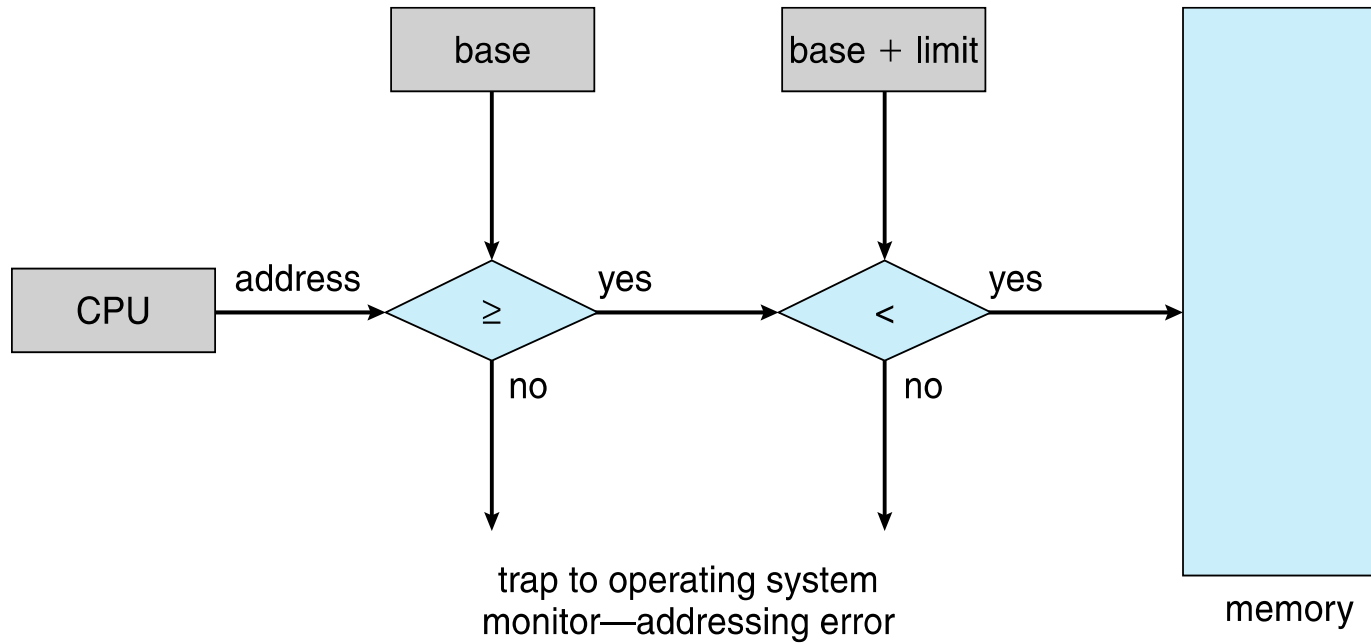 base
base + limit
CPU
address
≥
yes
<
yes
no
no
trap to operating system
monitor—addressing error
memory